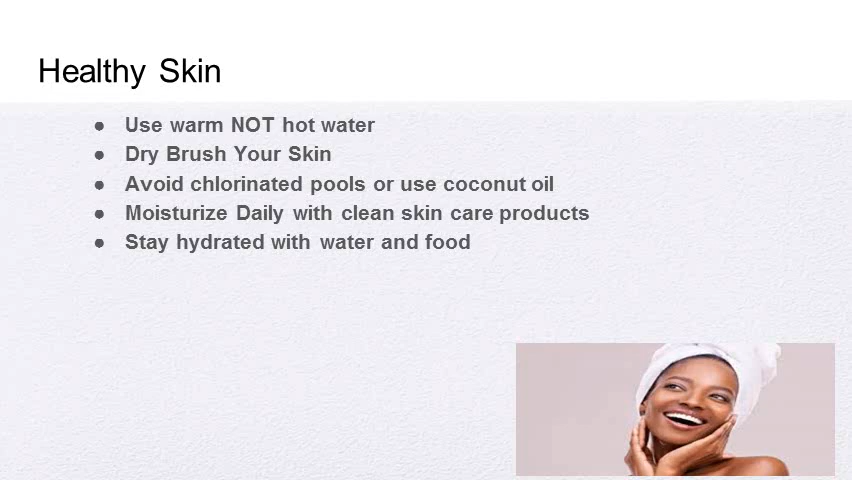 Healthy Skin
● Use warm NOT hot water
● Dry Brush Your Skin
● Avoid chlorinated pools or use coconut oil
● Moisturize Daily with clean skin care products
● Stay hydrated with water and food